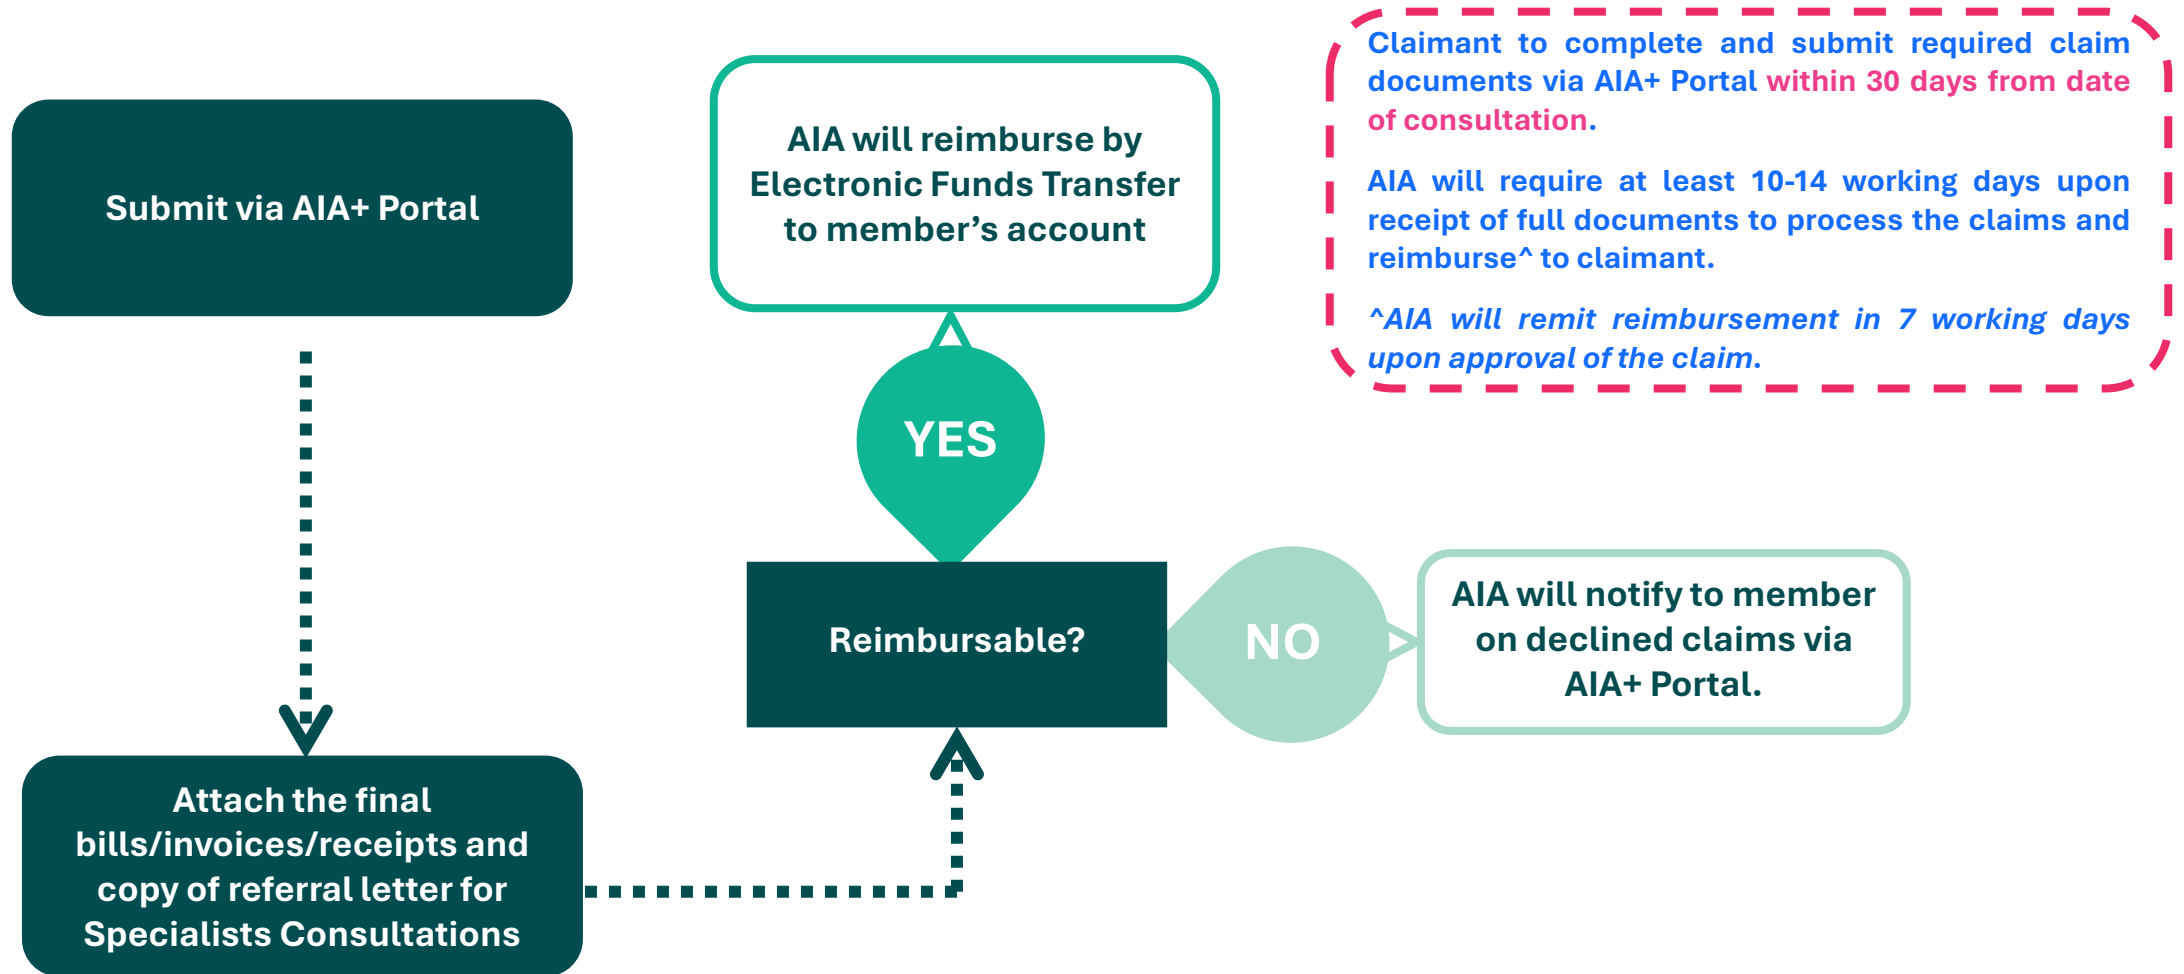 Submit via AIA+ Portal
Attach the final
bills/invoices/receipts and
copy of referral letter for
Specialists Consultations
Reimbursable?
YES
AIA will reimburse by
Electronic Funds Transfer
to member’s account
NO
AIA will notify to member
on declined claims via
AIA+ Portal.
Claimant to complete and submit required claim
documents via AIA+ Portal within 30 days from date
of consultation.
AIA will require at least 10-14 working days upon
receipt of full documents to process the claims and
reimburse^ to claimant.
^AIA will remit reimbursement in 7 working days
upon approval of the claim.